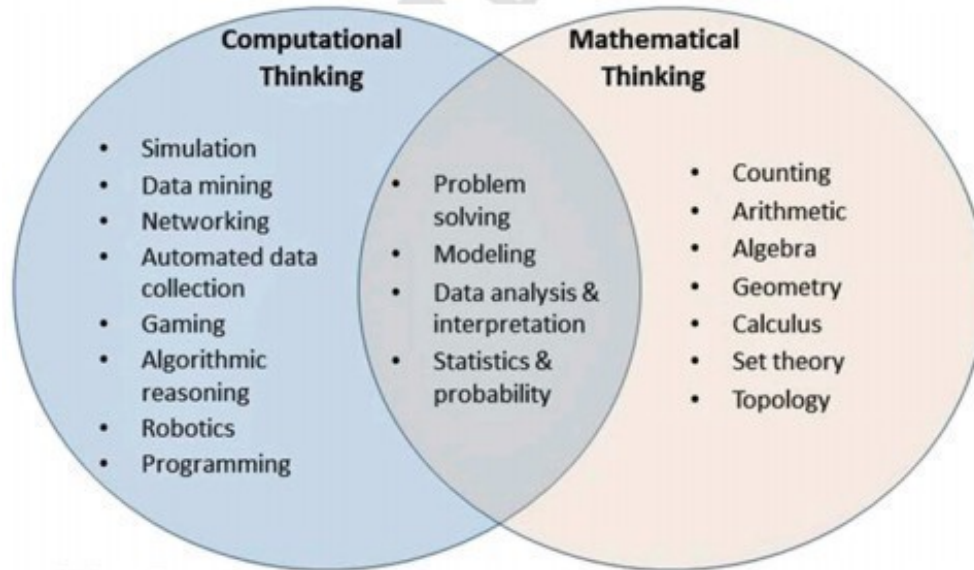 Computational
Thinking
• Simulation
• Data mining
• Networking
• Automated data
collection
• Gaming
• Algorithmic
reasoning
• Robotics
• Programming
• Problem
solving
• Modeling
• Data analysis &
interpretation
• Statistics &
probability
Mathematical
Thinking
• Counting
• Arithmetic
• Algebra
• Geometry
• Calculus
• Set theory
• Topology